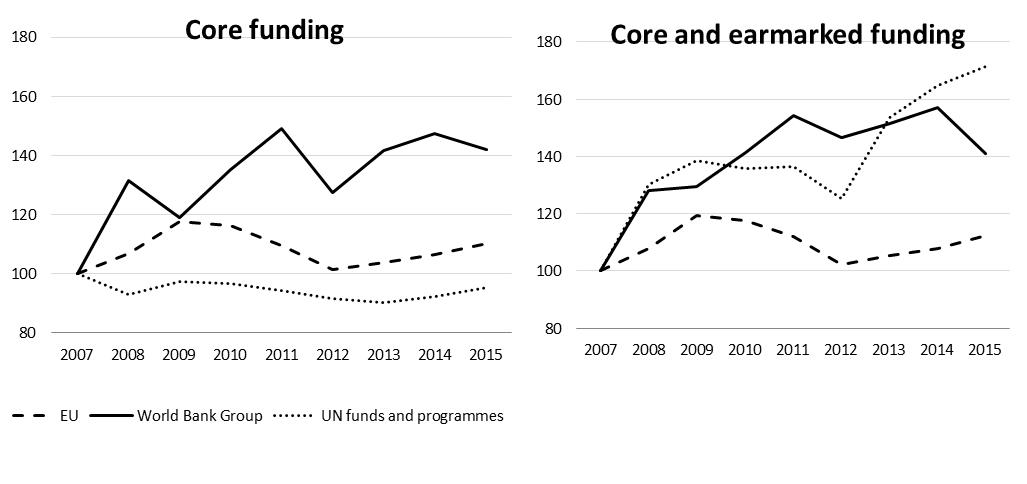 Core funding
180
160
140
120
100
80
2007 2008 2009 2010 2011 2012 2013 2014 2015
EU World Bank Group UN funds and programmes
Core and earmarked funding
180
160
140
120
100
80
2007 2008 2009 2010 2011 2012 2013 2014 2015